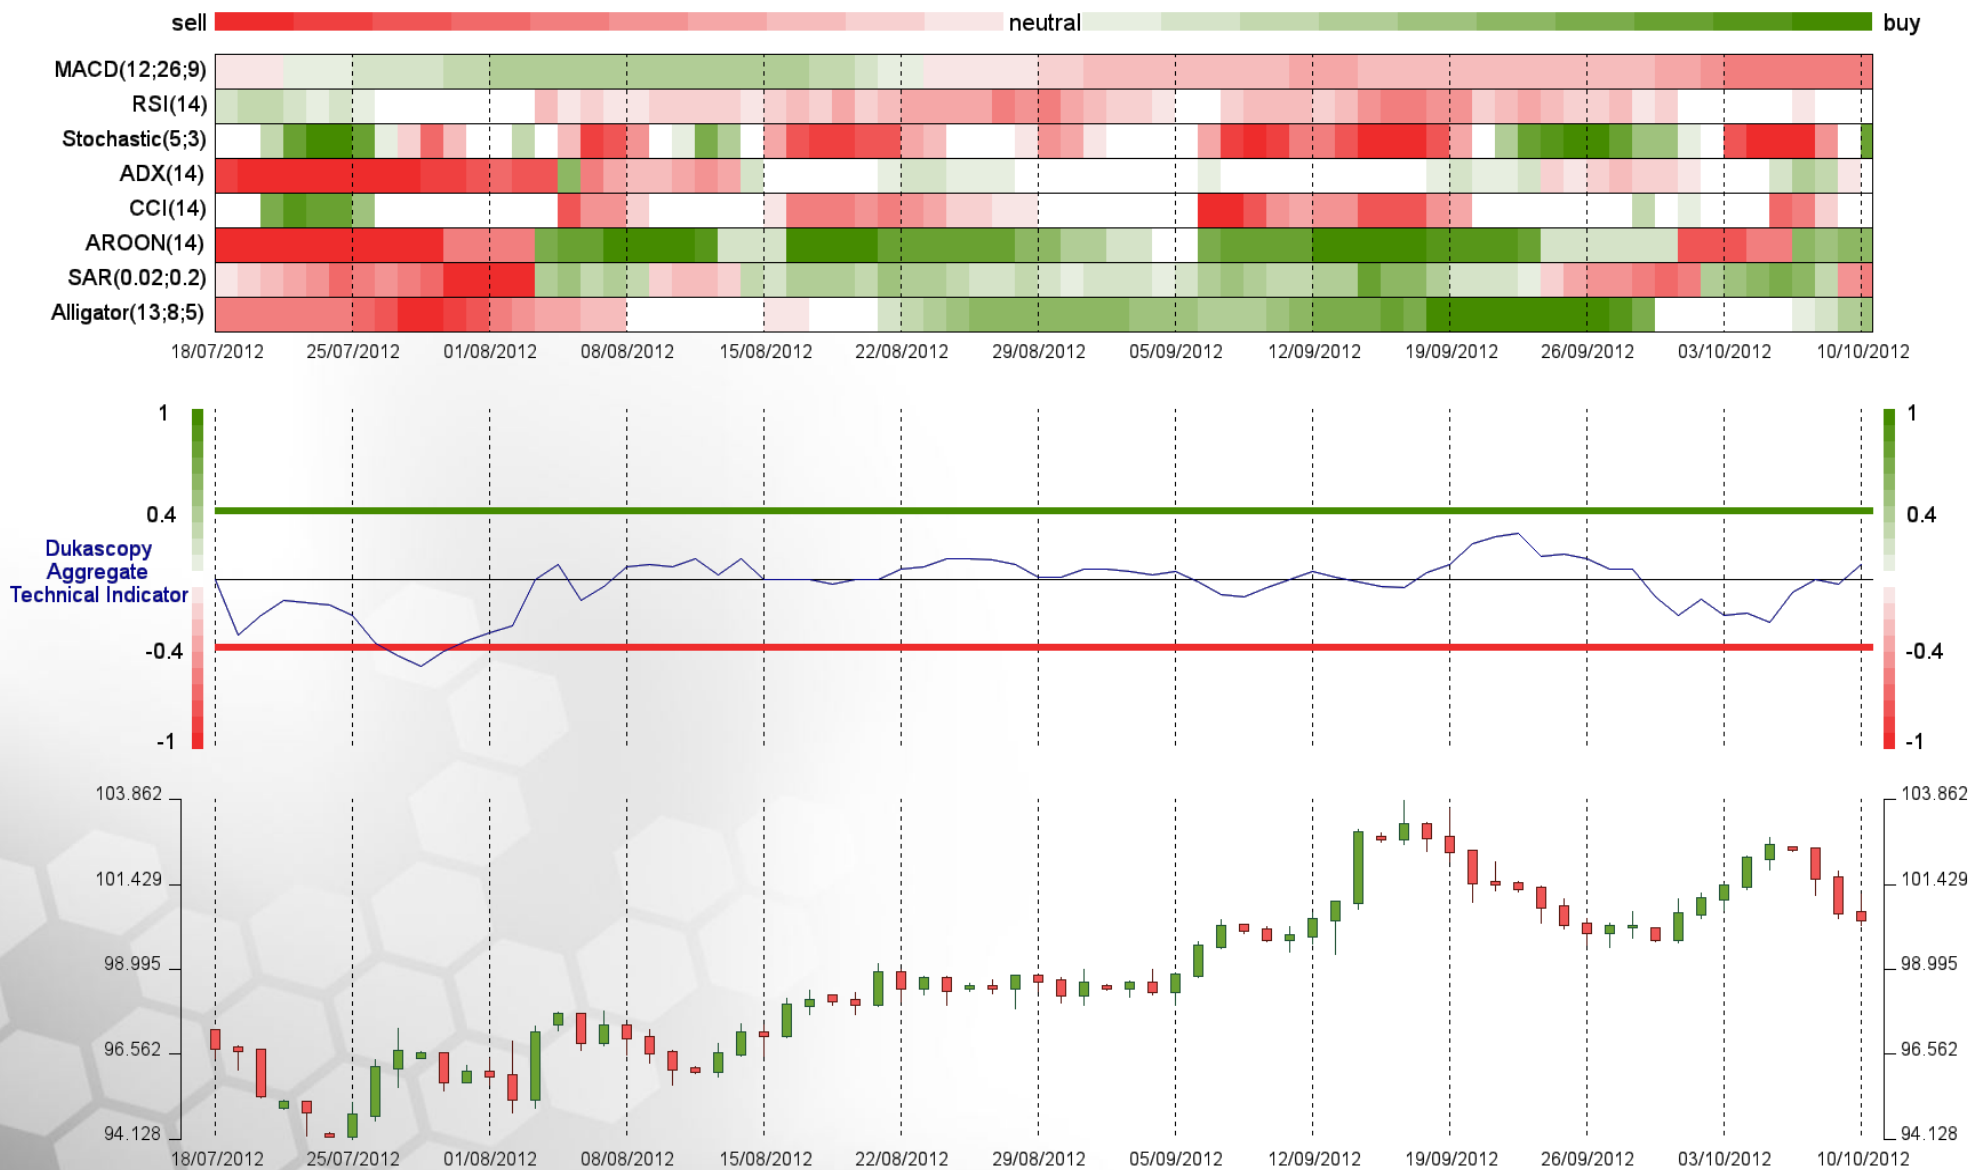 sell neutral buy
MACD(12;26;9)
RSI(14)
Stochastic(5;3)
ADX(14)
CCI(14)
AROON(14)
SAR(0.02;0.2)
Alligator(13;8;5)
18/07/2012 25/07/2012 01/08/2012 08/08/2012 15/08/2012 22/08/2012 29/08/2012 05/09/2012 12/09/2012 19/09/2012 26/09/2012 03/10/2012 10/10/2012
1 1
0.4 0.4
Dukascopy
Aggregate
Technical Indicator
-0.4 -0.4
-1 -1
103.862 103.862
101.429 101.429
98.995 98.995
96.562 96.562
94.128 94.128
18/07/2012 25/07/2012 01/08/2012 08/08/2012 15/08/2012 22/08/2012 29/08/2012 05/09/2012 12/09/2012 19/09/2012 26/09/2012 03/10/2012 10/10/2012